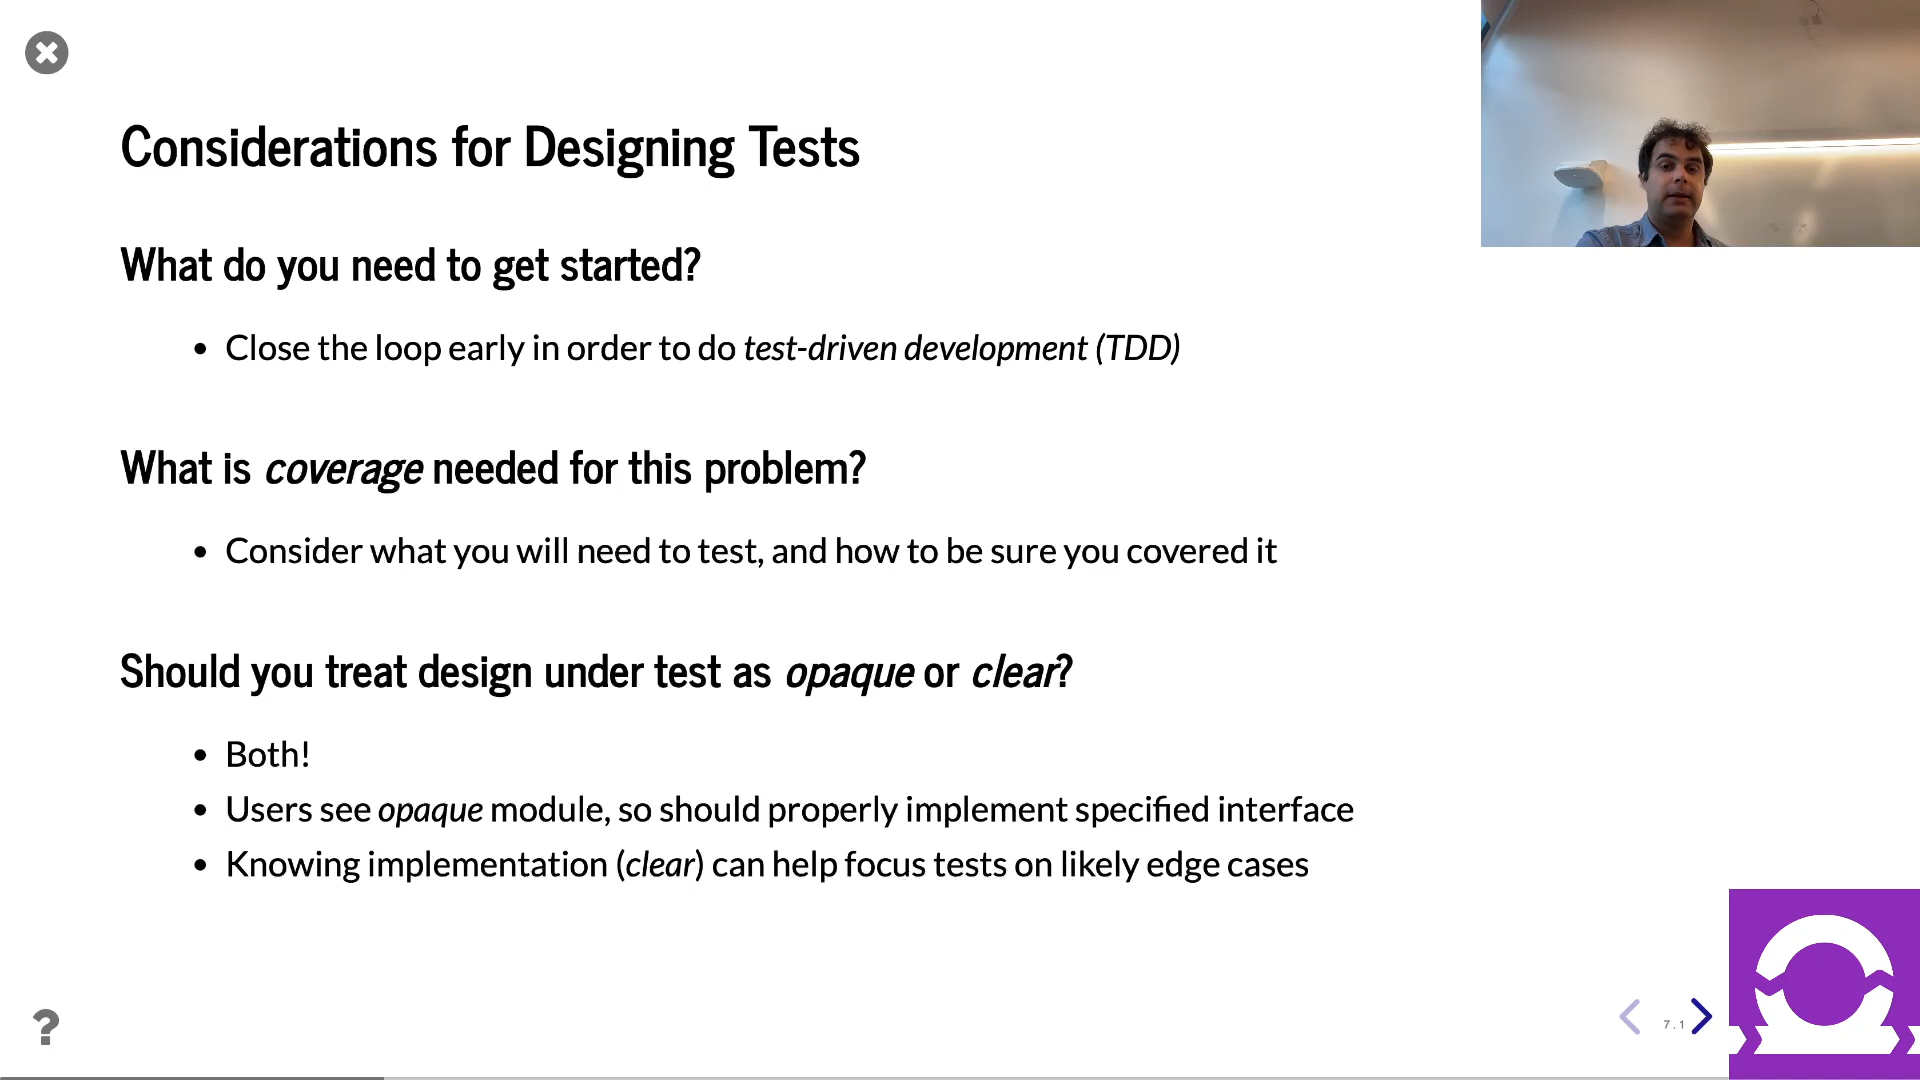 Considerations for Designing Tests
What do you need to get started?
• Close the loop early in order to do test-driven development (TDD)
What is coverage needed for this problem?
• Consider what you will need to test, and how to be sure you covered it
Should you treat design under test as opaque or clear?
• Both!
• Users see opaque module, so should properly implement specified interface
• Knowing implementation (clear) can help focus tests on likely edge cases
?
7.1